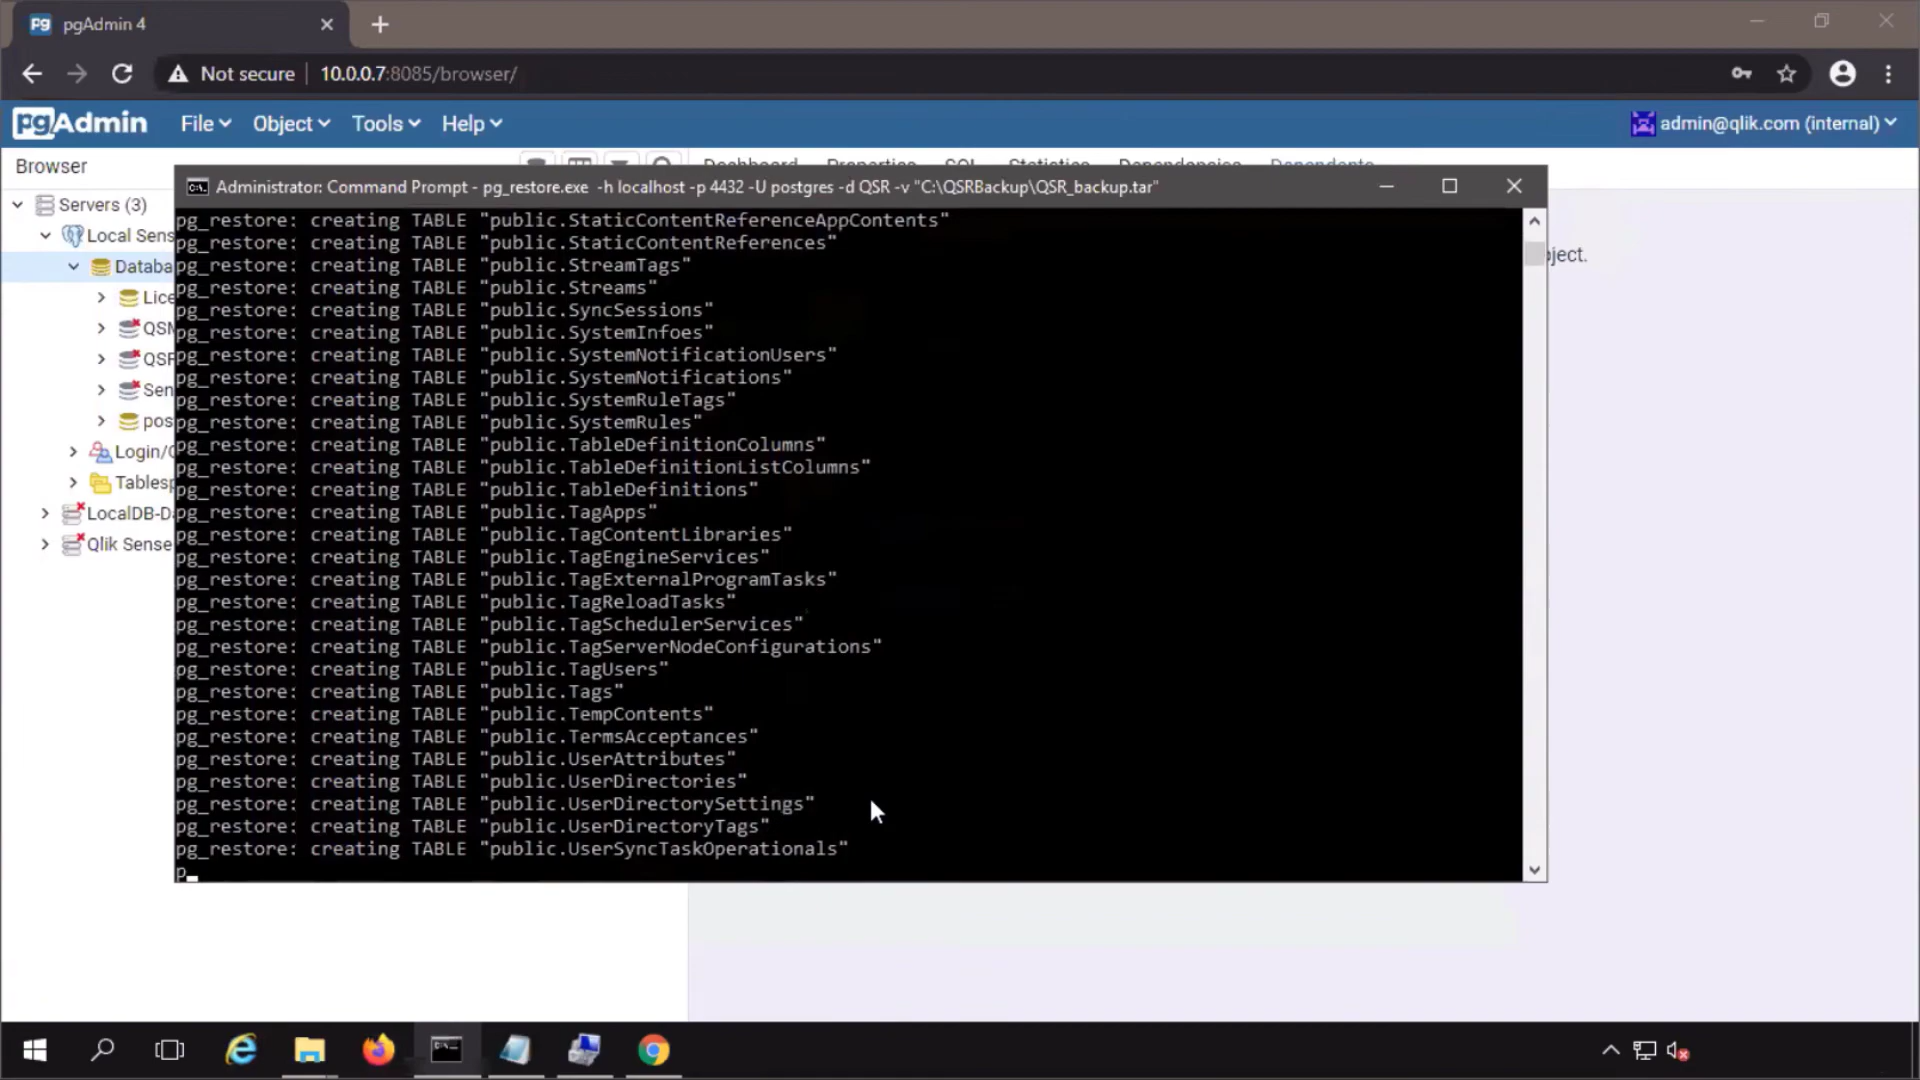 pgAdmin 4
Not secure
10.0.0.7:8085/browser/
pgAdmin
File
Object
Tools
Help
admin@qlik.com (internal)
Browser
Dashboard Properties SQL Statistics Dependencies Dependents
Servers (3)
Local Sens
Databa
Lice
QSM
Sen
pos
Login/
Tablesp
LocalDB-D
Qlik Sense
Administrator: Command Prompt - pg_restore.exe -h localhost -p 4432 -U postgres -d QSR -v "C:\QSRBackup\QSR_backup.tar"
pg_restore: creating TABLE "public.StaticContentReferenceAppContents"
pg_restore: creating TABLE "public.StaticContentReferences"
pg_restore: creating TABLE "public.StreamTags"
pg_restore: creating TABLE "public.Streams"
pg_restore: creating TABLE "public.SyncSessions"
pg_restore: creating TABLE "public.SystemInfoes"
pg_restore: creating TABLE "public.SystemNotificationUsers"
pg_restore: creating TABLE "public.SystemNotifications"
pg_restore: creating TABLE "public.SystemRuleTags"
pg_restore: creating TABLE "public.SystemRules"
pg_restore: creating TABLE "public.TableDefinitionColumns"
pg_restore: creating TABLE "public.TableDefinitionListColumns"
pg_restore: creating TABLE "public.TableDefinitions"
pg_restore: creating TABLE "public.TagApps"
pg_restore: creating TABLE "public.TagContentLibraries"
pg_restore: creating TABLE "public.TagEngineServices"
pg_restore: creating TABLE "public.TagExternalProgramTasks"
pg_restore: creating TABLE "public.TagReloadTasks"
pg_restore: creating TABLE "public.TagSchedulerServices"
pg_restore: creating TABLE "public.TagServerNodeConfigurations"
pg_restore: creating TABLE "public.TagUsers"
pg_restore: creating TABLE "public.Tags"
pg_restore: creating TABLE "public.TempContents"
pg_restore: creating TABLE "public.TermsAcceptances"
pg_restore: creating TABLE "public.UserAttributes"
pg_restore: creating TABLE "public.UserDirectories"
pg_restore: creating TABLE "public.UserDirectorySettings"
pg_restore: creating TABLE "public.UserDirectoryTags"
pg_restore: creating TABLE "public.UserSyncTaskOperationals"
p
bject.